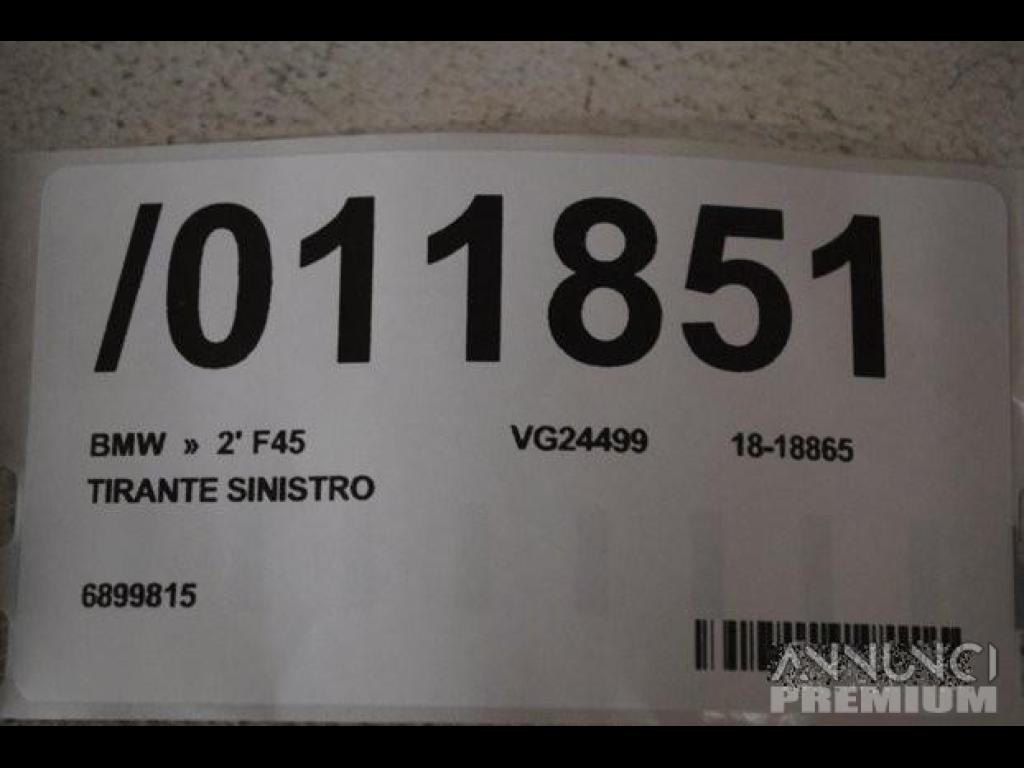 /011851
BMW » 2' F45 VG24499 18-18865
TIRANTE SINISTRO
6899815
ANNUNCI
PREMIUM